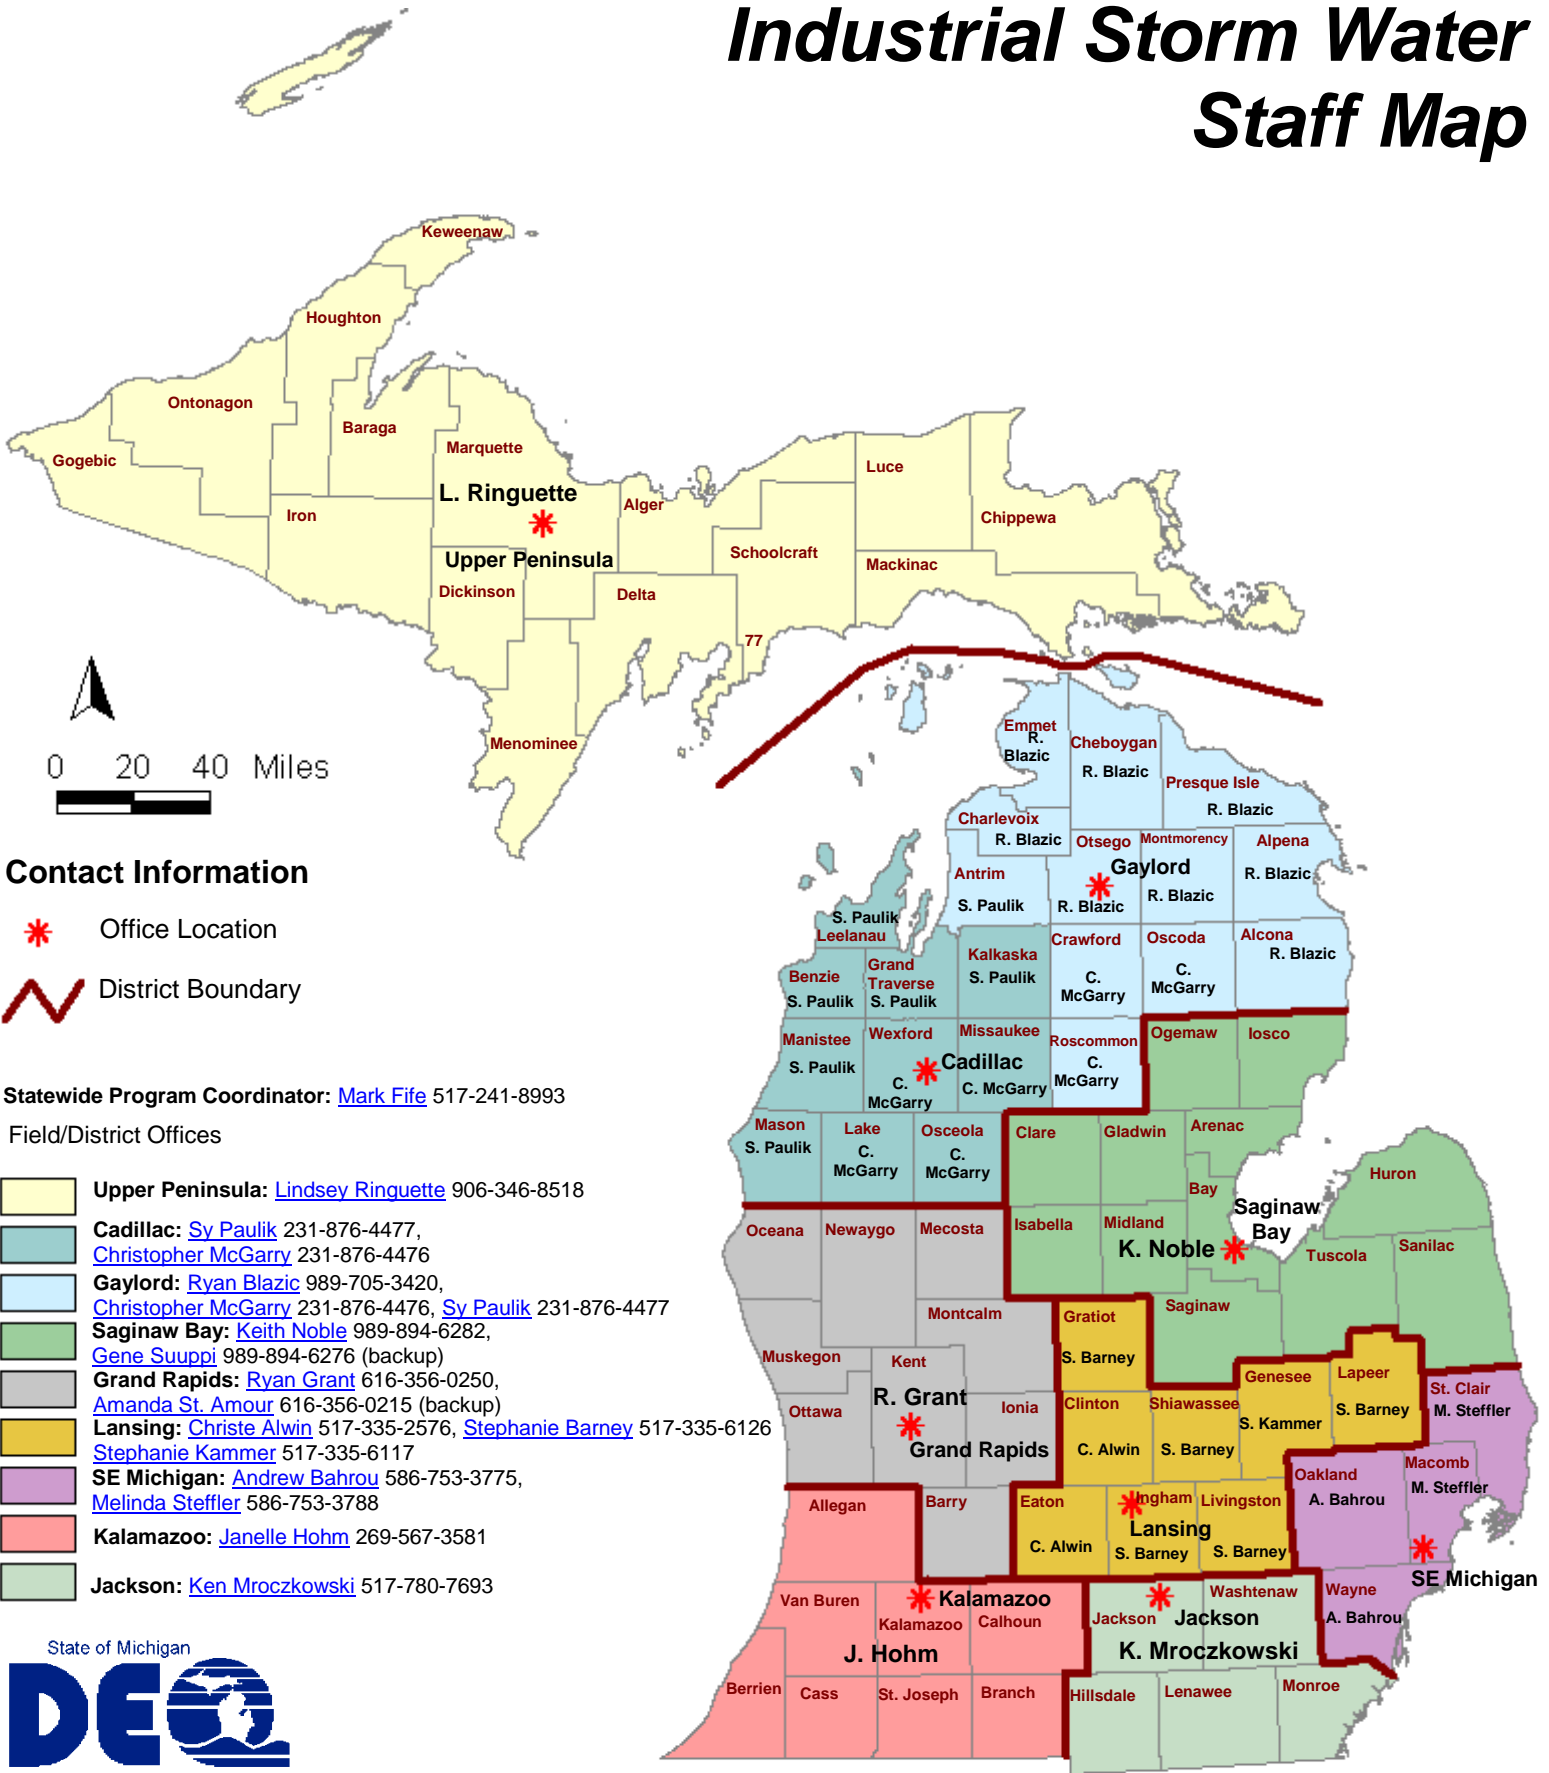 Industrial Storm Water
Staff Map
Keweenaw
Houghton
Ontonagon
Baraga
Gogebic
Marquette
L. Ringuette
Iron
Alger
Luce
Chippewa
Schoolcraft
Upper Peninsula
Mackinac
Dickinson
Delta
77
Menominee
0 20 40 Miles
Emmet
R.
Blazic
Cheboygan
R. Blazic
Presque Isle
R. Blazic
Charlevoix
R. Blazic
Otsego
Montmorency
Alpena
Gaylord
R. Blazic
R. Blazic
R. Blazic
Antrim
S. Paulik
S. Paulik
Leelanau
Crawford
C.
McGarry
Oscoda
C.
McGarry
Alcona
R. Blazic
Kalkaska
S. Paulik
Grand
Traverse
S. Paulik
Benzie
S. Paulik
Manistee
S. Paulik
Wexford
C.
McGarry
Missaukee
Cadillac
C. McGarry
Roscommon
C.
McGarry
Ogemaw
Iosco
Mason
S. Paulik
Lake
C.
McGarry
Osceola
C.
McGarry
Clare
Gladwin
Arenac
Huron
Bay
Saginaw
Bay
Oceana
Newaygo
Mecosta
Isabella
Midland
K. Noble
Tuscola
Sanilac
Montcalm
Gratiot
S. Barney
Saginaw
Muskegon
Kent
R. Grant
Ionia
Ottawa
Grand Rapids
Clinton
C. Alwin
Shiawassee
S. Barney
Genesee
S. Kammer
Lapeer
S. Barney
St. Clair
M. Steffler
Oakland
A. Bahrou
Macomb
M. Steffler
Allegan
Barry
Eaton
C. Alwin
Ingham
Lansing
S. Barney
Livingston
S. Barney
SE Michigan
Wayne
A. Bahrou
Van Buren
Kalamazoo
Kalamazoo
Calhoun
J. Hohm
Jackson
Jackson
Washtenaw
K. Mroczkowski
Berrien
Cass
St. Joseph
Branch
Hillsdale
Lenawee
Monroe
Contact Information
Office Location
District Boundary
Statewide Program Coordinator: Mark Fife 517-241-8993
Field/District Offices
Upper Peninsula: Lindsey Ringuette 906-346-8518
Cadillac: Sy Paulik 231-876-4477,
Christopher McGarry 231-876-4476
Gaylord: Ryan Blazic 989-705-3420,
Christopher McGarry 231-876-4476, Sy Paulik 231-876-4477
Saginaw Bay: Keith Noble 989-894-6282,
Gene Suuppi 989-894-6276 (backup)
Grand Rapids: Ryan Grant 616-356-0250,
Amanda St. Amour 616-356-0215 (backup)
Lansing: Christe Alwin 517-335-2576, Stephanie Barney 517-335-6126
Stephanie Kammer 517-335-6117
SE Michigan: Andrew Bahrou 586-753-3775,
Melinda Steffler 586-753-3788
Kalamazoo: Janelle Hohm 269-567-3581
Jackson: Ken Mroczkowski 517-780-7693
State of Michigan
DEQ